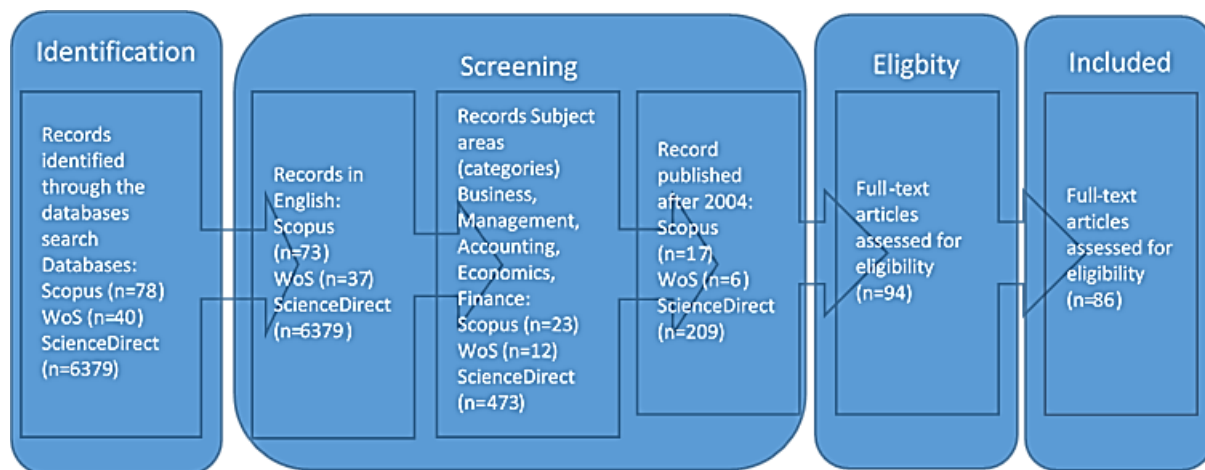 Identification
Records
identified
through the
databases
search
Databases:
Scopus (n=78)
WoS (n=40)
ScienceDirect
(n=6379)
Screening
Records in
English:
Scopus
(n=73)
WoS (n=37)
ScienceDirect
(n=6379)
Records Subject
areas
(categories)
Business,
Management,
Accounting,
Economics,
Finance:
Scopus (n=23)
WoS (n=12)
ScienceDirect
(n=473)
Record
published
after 2004:
Scopus
(n=17)
WoS (n=6)
ScienceDirect
(n=209)
Eligbity
Full-text
articles
assessed for
eligibility
(n=94)
Included
Full-text
articles
assessed for
eligibility
(n=86)